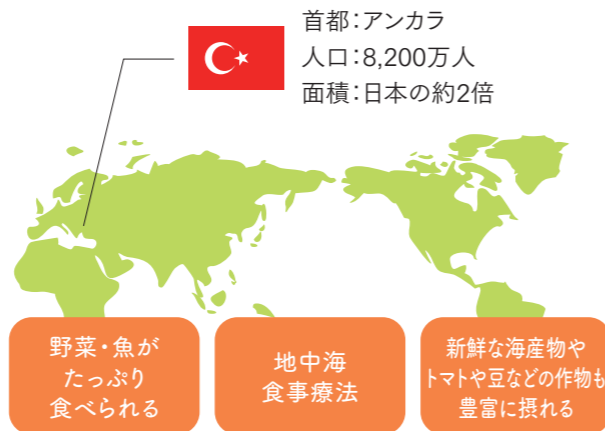 首都：アンカラ
人口：8,200万人
面積：日本の約2倍
野菜・魚が
たっぷり
食べられる
地中海
食事療法
新鮮な海産物や
トマトや豆などの作物も
豊富に摂れる